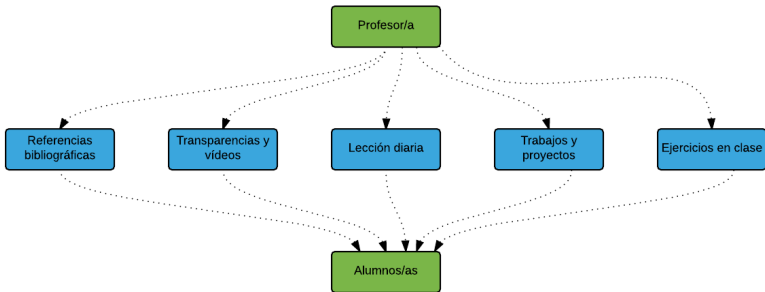 Profesor/a
Referencias
bibliográficas
Transparencias y
vídeos
Lección diaria
Trabajos y
proyectos
Ejercicios en clase
Alumnos/as